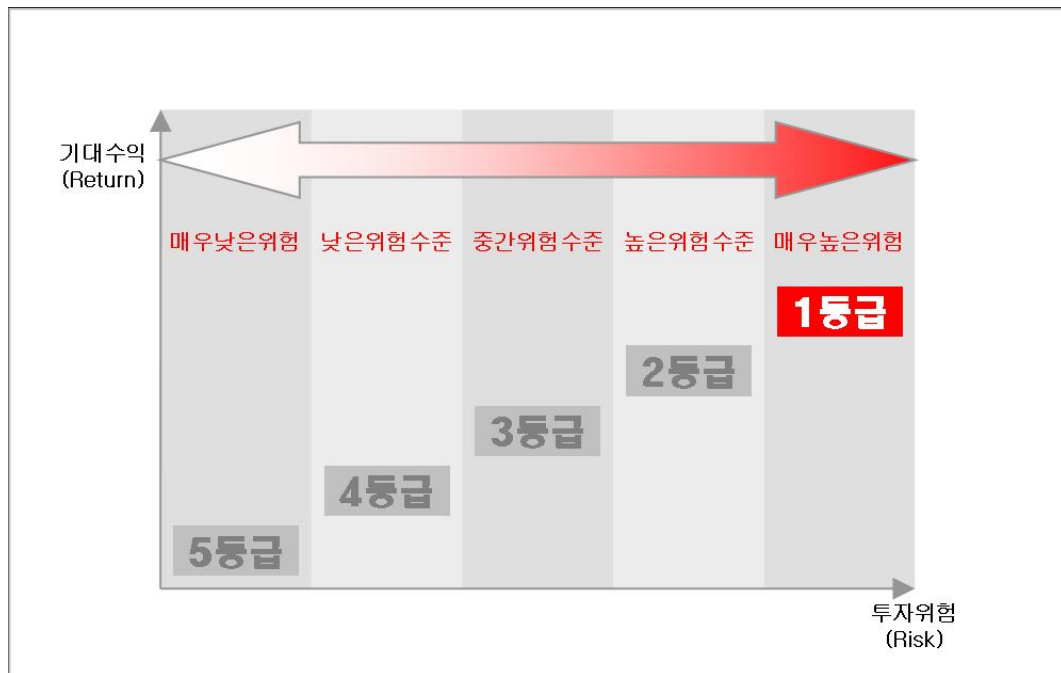 기대수익
(Return)
매우낮은위험 낮은위험수준 중간위험수준 높은위험수준 매우높은위험
1등급
2등급
3등급
4등급
5등급
투자위험
(Risk)